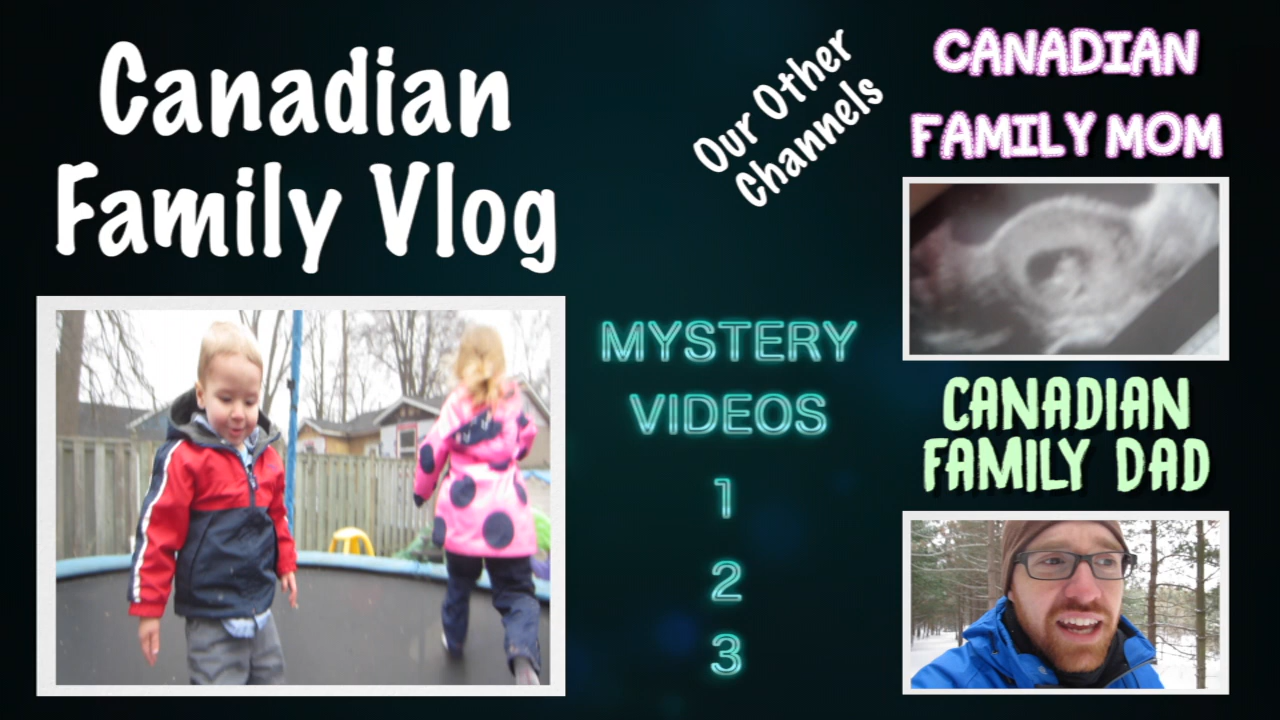 Canadian
Family Vlog
Our Other
Channels
CANADIAN
FAMILY MOM
MYSTERY
VIDEOS
1
2
3
CANADIAN
FAMILY DAD